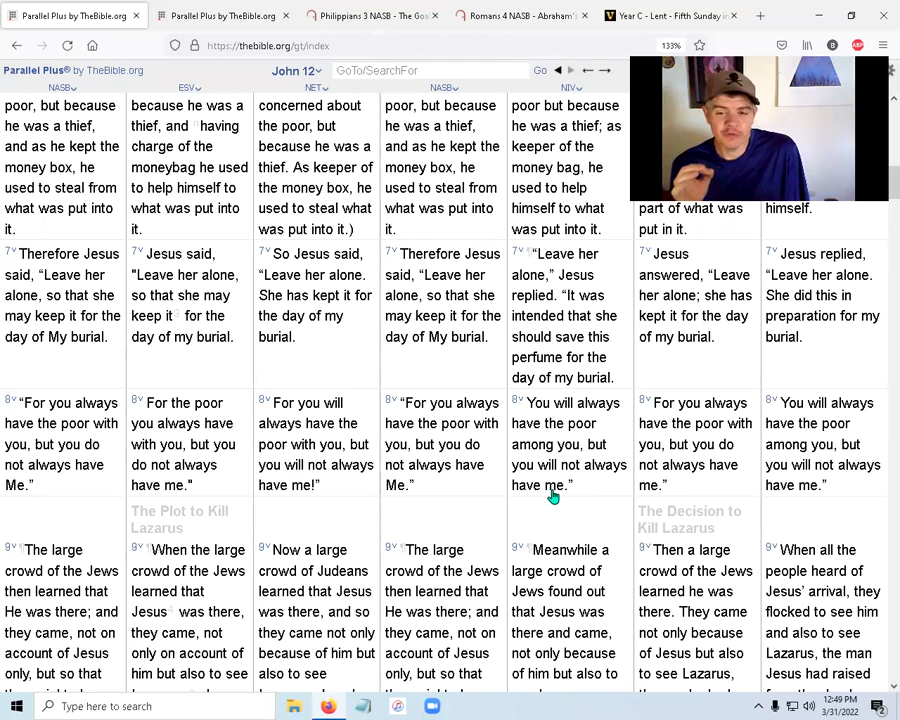 Parallel Plus by TheBible.org
Parallel Plus by TheBible.org
Philippians 3 NASB - The Goa
Romans 4 NASB - Abraham's
Year C - Lent - Fifth Sunday in
https://thebible.org/gt/index
133%
Parallel Plus® by TheBible.org
John 12
GoTo/SearchFor
Go
NASB
ESV
NET
NASB
NIV
poor, but because
he was a thief,
and as he kept the
money box, he
used to steal from
what was put into
it.
7v Therefore Jesus
said, “Leave her
alone, so that she
may keep it for the
day of My burial.
8v “For you always
have the poor with
you, but you do
not always have
Me.”
9v ¶The large
crowd of the Jews
then learned that
He was there; and
they came, not on
account of Jesus
only, but so that
because he was a
thief, and having
charge of the
moneybag he used
to help himself to
what was put into
it.
7v Jesus said,
"Leave her alone,
so that she may
keep it3 for the
day of my burial.
8v For the poor
you always have
with you, but you
do not always
have me."
The Plot to Kill
Lazarus
9v ¶When the large
crowd of the Jews
learned that
Jesus4 was there,
they came, not
only on account of
him but also to see
concerned about
the poor, but
because he was a
thief. As keeper of
the money box, he
used to steal what
was put into it.)
7v So Jesus said,
“Leave her alone.
She has kept it for
the day of my
burial.
8v For you will
always have the
poor with you, but
you will not always
have me!”
9v Now a large
crowd of Judeans
learned that Jesus
was there, and so
they came not only
because of him but
also to see
poor, but because
he was a thief,
and as he kept the
money box, he
used to steal from
what was put into
it.
7v Therefore Jesus
said, “Leave her
alone, so that she
may keep it for the
day of My burial.
8v “For you always
have the poor with
you, but you do
not always have
Me.”
9v ¶The large
crowd of the Jews
then learned that
He was there; and
they came, not on
account of Jesus
only, but so that
poor but because
he was a thief; as
keeper of the
money bag, he
used to help
himself to what
was put into it.
7v ¶“Leave her
alone,” Jesus
replied. “It was
intended that she
should save this
perfume for the
day of my burial.
8v You will always
have the poor
among you, but
you will not always
have me.”
9v ¶Meanwhile a
large crowd of
Jews found out
that Jesus was
there and came,
not only because
of him but also to
part of what was
put in it.
7v Jesus
answered, “Leave
her alone; she has
kept it for the day
of my burial.
8v For you always
have the poor with
you, but you do
not always have
me.”
The Decision to
Kill Lazarus
9v Then a large
crowd of the Jews
learned he was
there. They came
not only because
of Jesus but also
to see Lazarus,
himself.
7v Jesus replied,
“Leave her alone.
She did this in
preparation for my
burial.
8v You will always
have the poor
among you, but
you will not always
have me.”
9v When all the
people heard of
Jesus’ arrival, they
flocked to see him
and also to see
Lazarus, the man
Jesus had raised
Type here to search
12:49 PM
3/31/2022
2